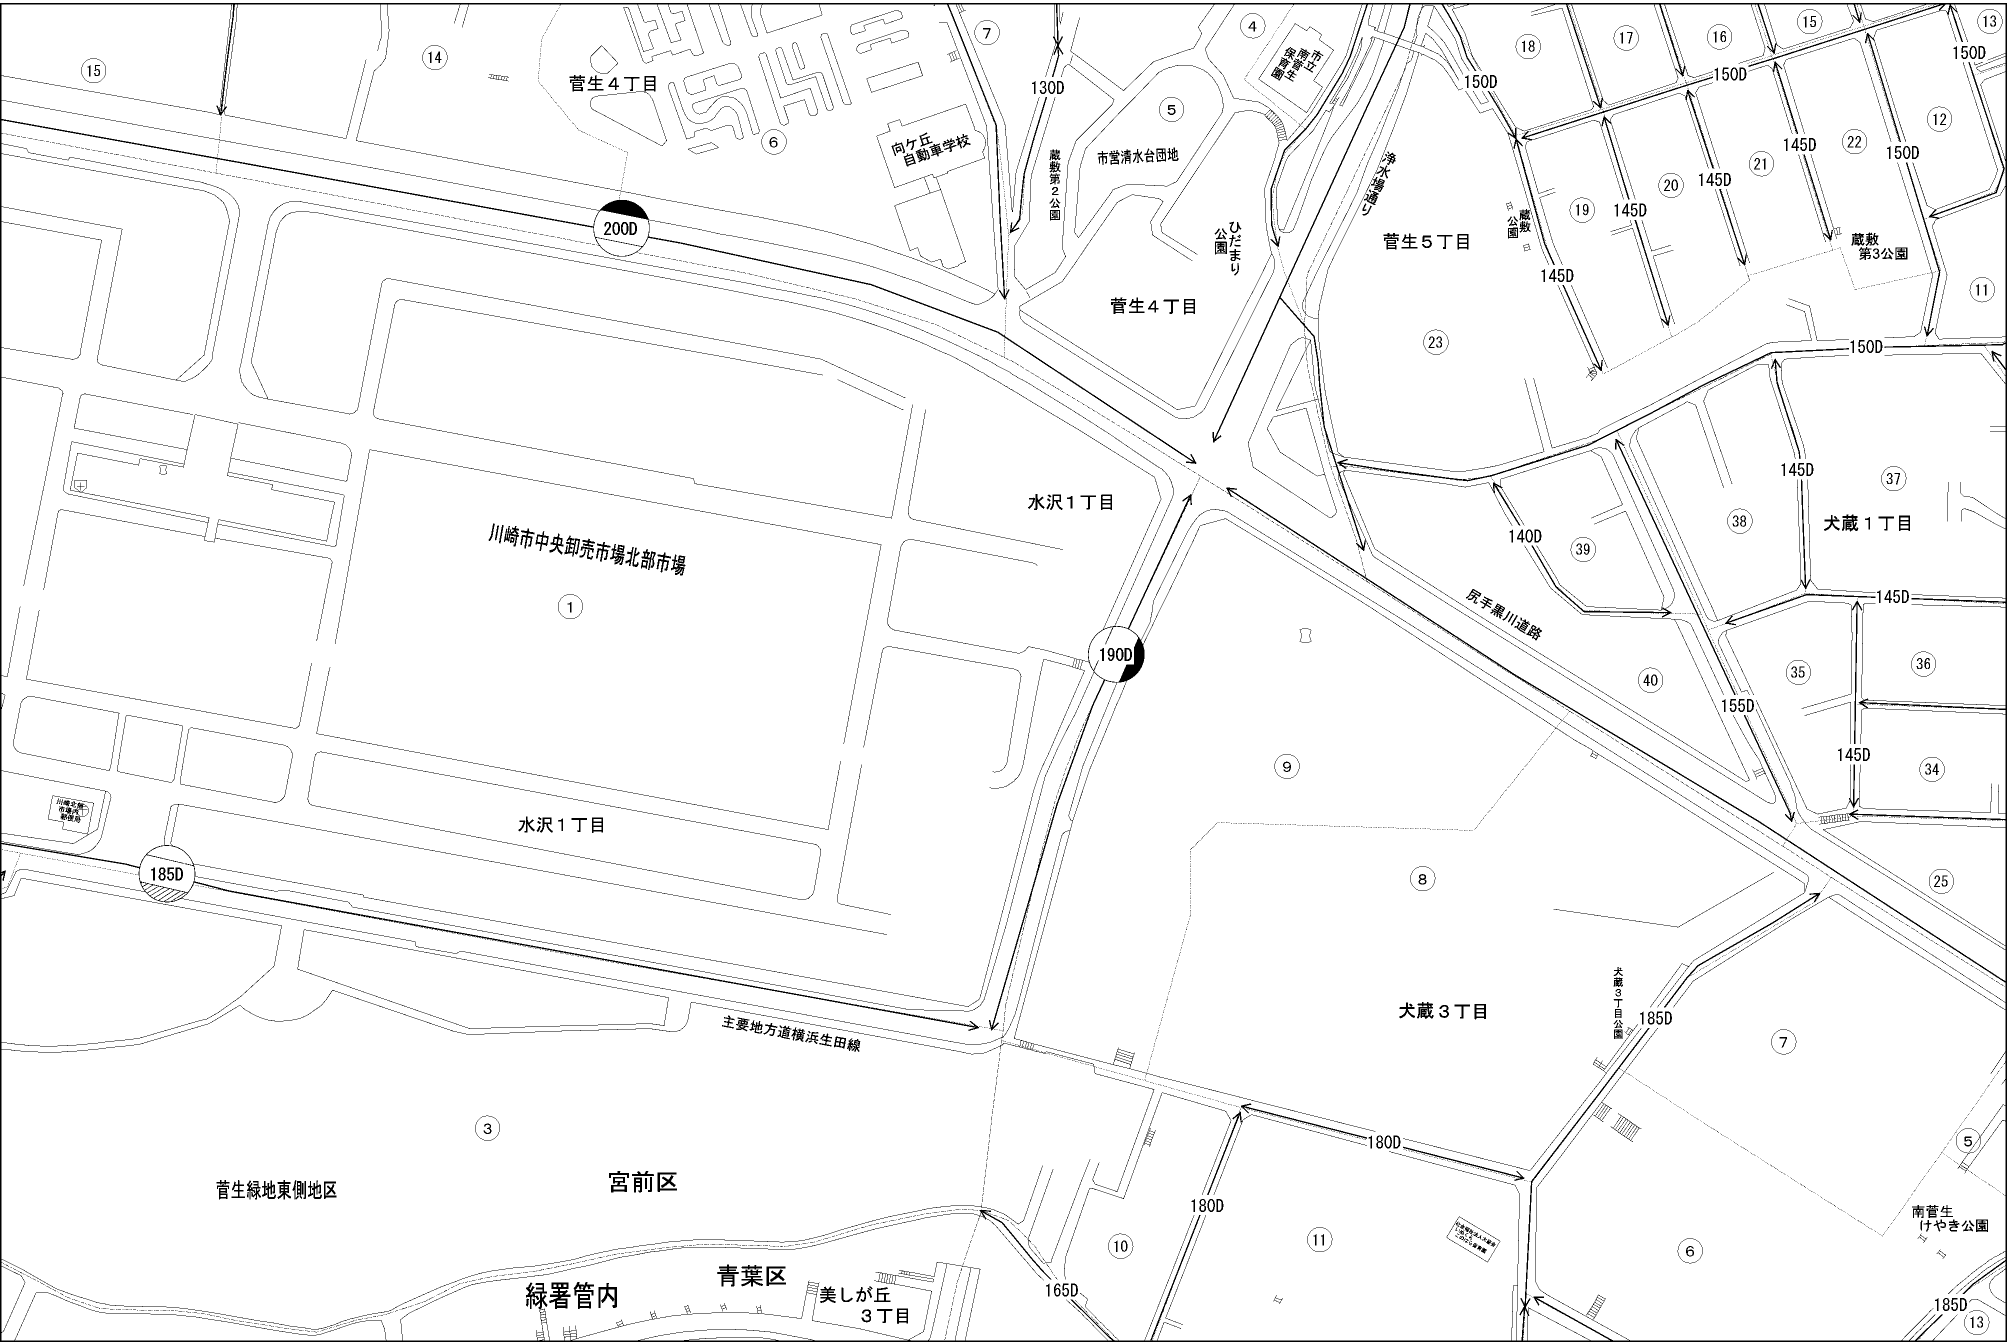 15
14
菅生4丁目
6
7
130D
向ケ丘
自動車学校
蔵敷第2公園
5
市営清水台団地
4
市立
南菅生
保育園
浄水場通り
ひだまり
公園
菅生4丁目
菅生5丁目
23
18
17
16
15
13
150D
150D
150D
12
22
150D
145D
21
145D
20
145D
19
蔵敷
公園
145D
蔵敷
第3公園
11
150D
200D
水沢1丁目
川崎市中央卸売市場北部市場
1
190D
145D
37
38
犬蔵1丁目
140D
39
尻手黒川道路
145D
40
35
36
155D
145D
34
25
9
8
川崎北部
市場内
郵便局
水沢1丁目
185D
主要地方道横浜生田線
犬蔵3丁目公園
犬蔵3丁目
185D
7
3
菅生緑地東側地区
宮前区
180D
180D
10
11
5
南菅生
けやき公園
6
青葉区
緑署管内
美しが丘
3丁目
165D
185D
13